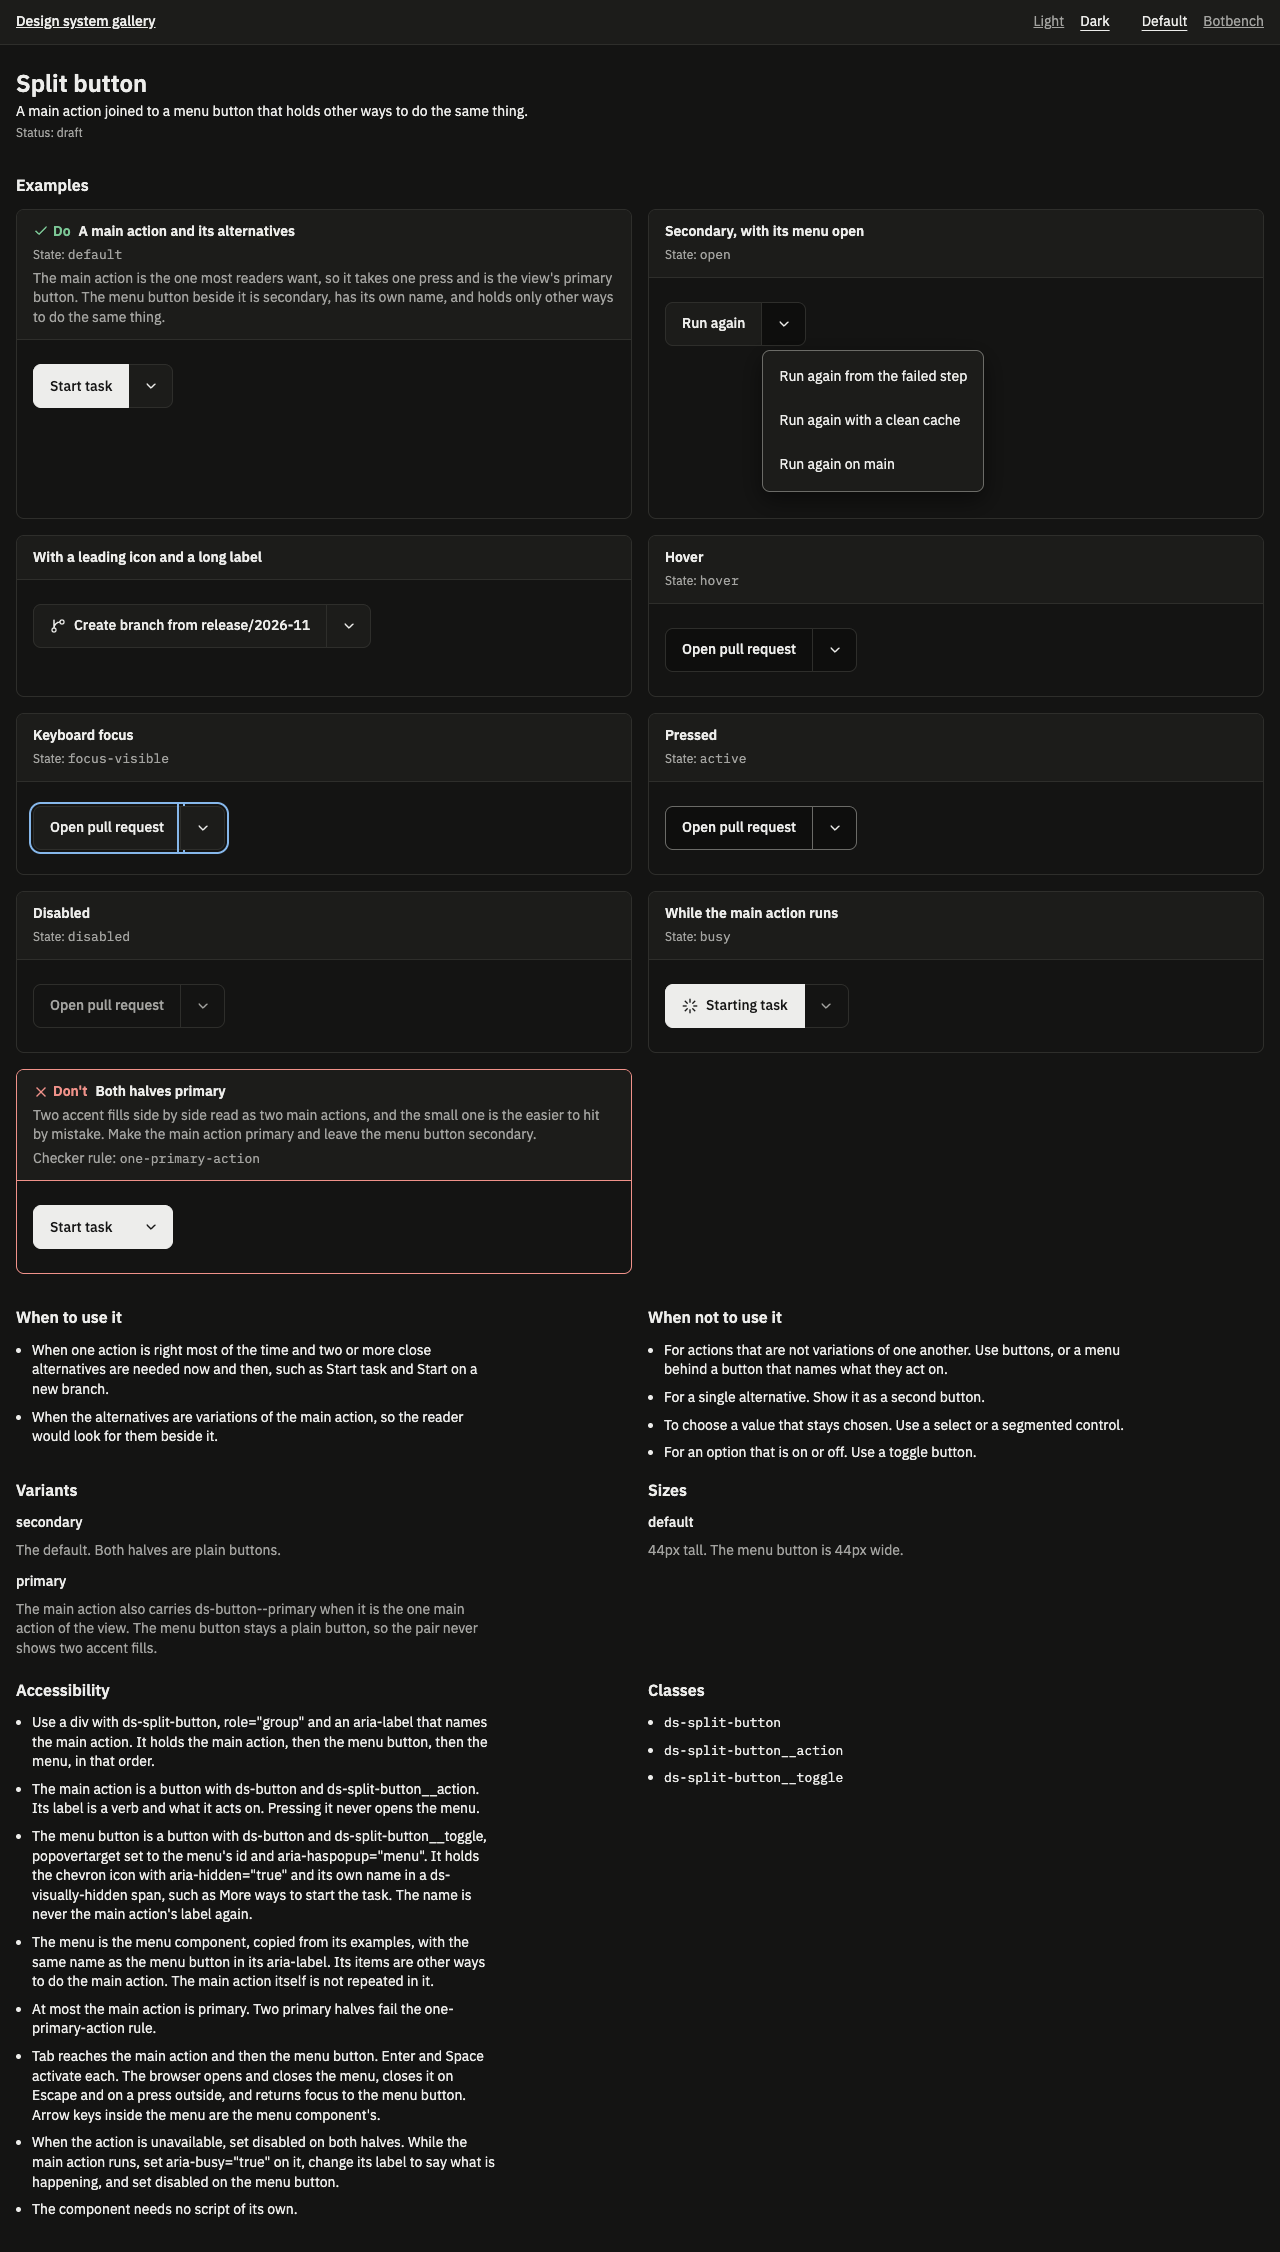 Design system gallery
Light
Dark
Default
Botbench
Split button
A main action joined to a menu button that holds other ways to do the same thing.
Status: draft
Examples
Do A main action and its alternatives
State: default
The main action is the one most readers want, so it takes one press and is the view's primary
button. The menu button beside it is secondary, has its own name, and holds only other ways
to do the same thing.
Start task
Secondary, with its menu open
State: open
Run again
Run again from the failed step
Run again with a clean cache
Run again on main
With a leading icon and a long label
Create branch from release/2026-11
Hover
State: hover
Open pull request
Keyboard focus
State: focus-visible
Open pull request
Pressed
State: active
Open pull request
Disabled
State: disabled
Open pull request
While the main action runs
State: busy
Starting task
Don't Both halves primary
Two accent fills side by side read as two main actions, and the small one is the easier to hit
by mistake. Make the main action primary and leave the menu button secondary.
Checker rule: one-primary-action
Start task
When to use it
When one action is right most of the time and two or more close
alternatives are needed now and then, such as Start task and Start on a
new branch.
When the alternatives are variations of the main action, so the reader
would look for them beside it.
When not to use it
For actions that are not variations of one another. Use buttons, or a menu
behind a button that names what they act on.
For a single alternative. Show it as a second button.
To choose a value that stays chosen. Use a select or a segmented control.
For an option that is on or off. Use a toggle button.
Variants
secondary
The default. Both halves are plain buttons.
primary
The main action also carries ds-button--primary when it is the one main
action of the view. The menu button stays a plain button, so the pair never
shows two accent fills.
Sizes
default
44px tall. The menu button is 44px wide.
Accessibility
Use a div with ds-split-button, role="group" and an aria-label that names
the main action. It holds the main action, then the menu button, then the
menu, in that order.
The main action is a button with ds-button and ds-split-button__action.
Its label is a verb and what it acts on. Pressing it never opens the menu.
The menu button is a button with ds-button and ds-split-button__toggle,
popovertarget set to the menu's id and aria-haspopup="menu". It holds
the chevron icon with aria-hidden="true" and its own name in a ds-
visually-hidden span, such as More ways to start the task. The name is
never the main action's label again.
The menu is the menu component, copied from its examples, with the
same name as the menu button in its aria-label. Its items are other ways
to do the main action. The main action itself is not repeated in it.
At most the main action is primary. Two primary halves fail the one-
primary-action rule.
Tab reaches the main action and then the menu button. Enter and Space
activate each. The browser opens and closes the menu, closes it on
Escape and on a press outside, and returns focus to the menu button.
Arrow keys inside the menu are the menu component's.
When the action is unavailable, set disabled on both halves. While the
main action runs, set aria-busy="true" on it, change its label to say what is
happening, and set disabled on the menu button.
The component needs no script of its own.
Classes
ds-split-button
ds-split-button__action
ds-split-button__toggle